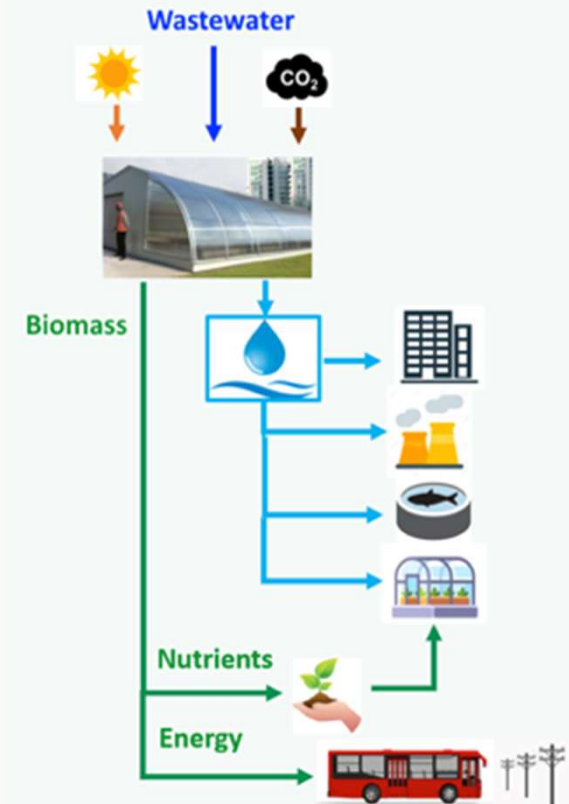 Wastewater
CO₂
Biomass
Nutrients
Energy